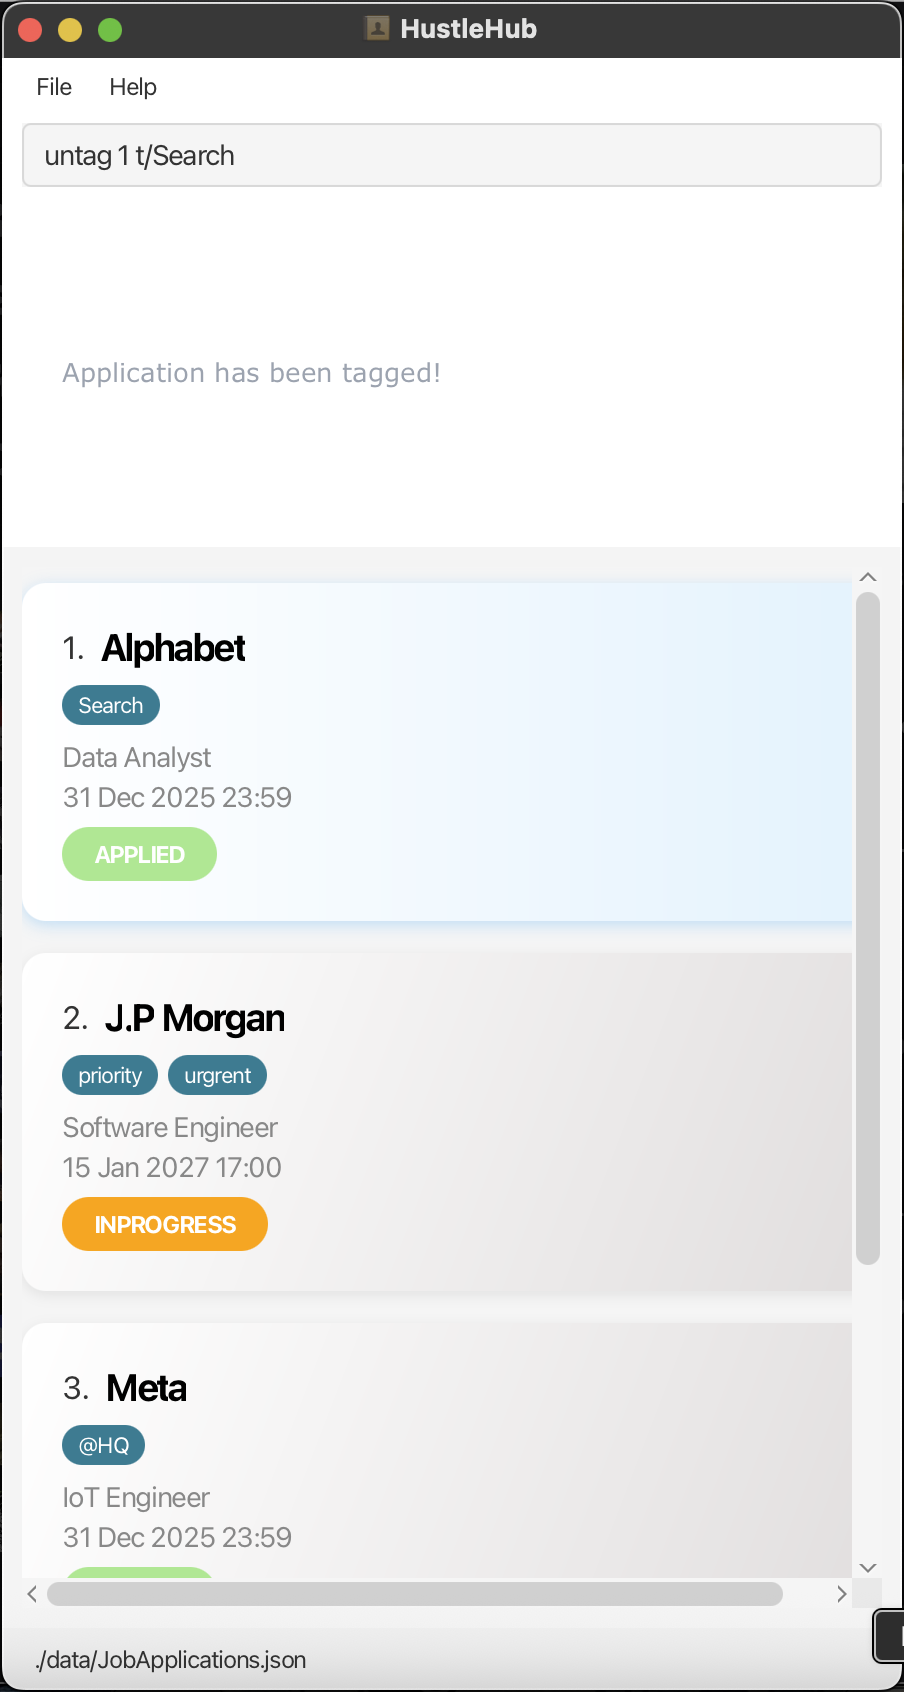 HustleHub
File Help
untag 1 t/Search
Application has been tagged!
1. Alphabet
Search
Data Analyst
31 Dec 2025 23:59
APPLIED
2. J.P Morgan
priority urgrent
Software Engineer
15 Jan 2027 17:00
INPROGRESS
3. Meta
@HQ
IoT Engineer
31 Dec 2025 23:59
./data/JobApplications.json